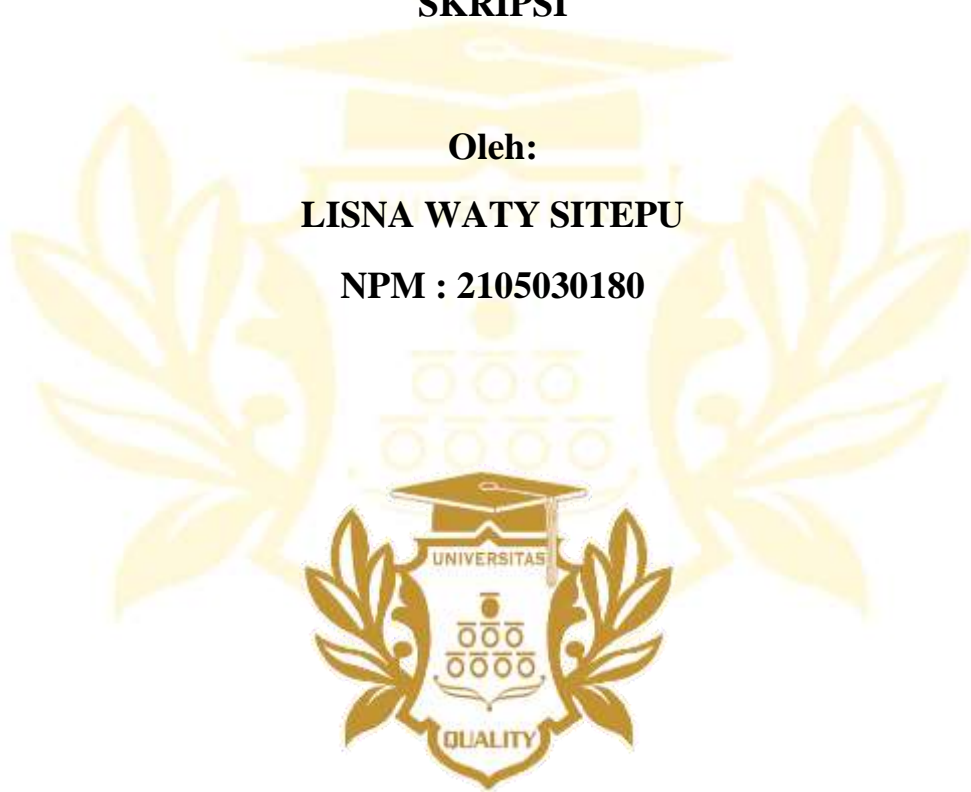 SKRIPSI
Oleh:
LISNA WATY SITEPU
NPM : 2105030180
UNIVERSITAS
QUALITY